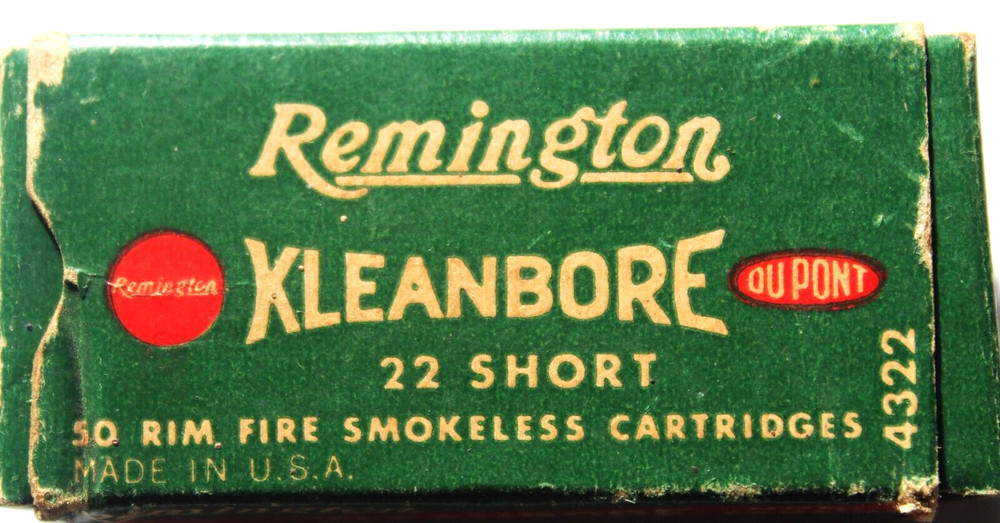 Remington
Remington
KLEANBORE
DU PONT
22 SHORT
50 RIM FIRE SMOKELESS CARTRIDGES
MADE IN U.S.A.
4322